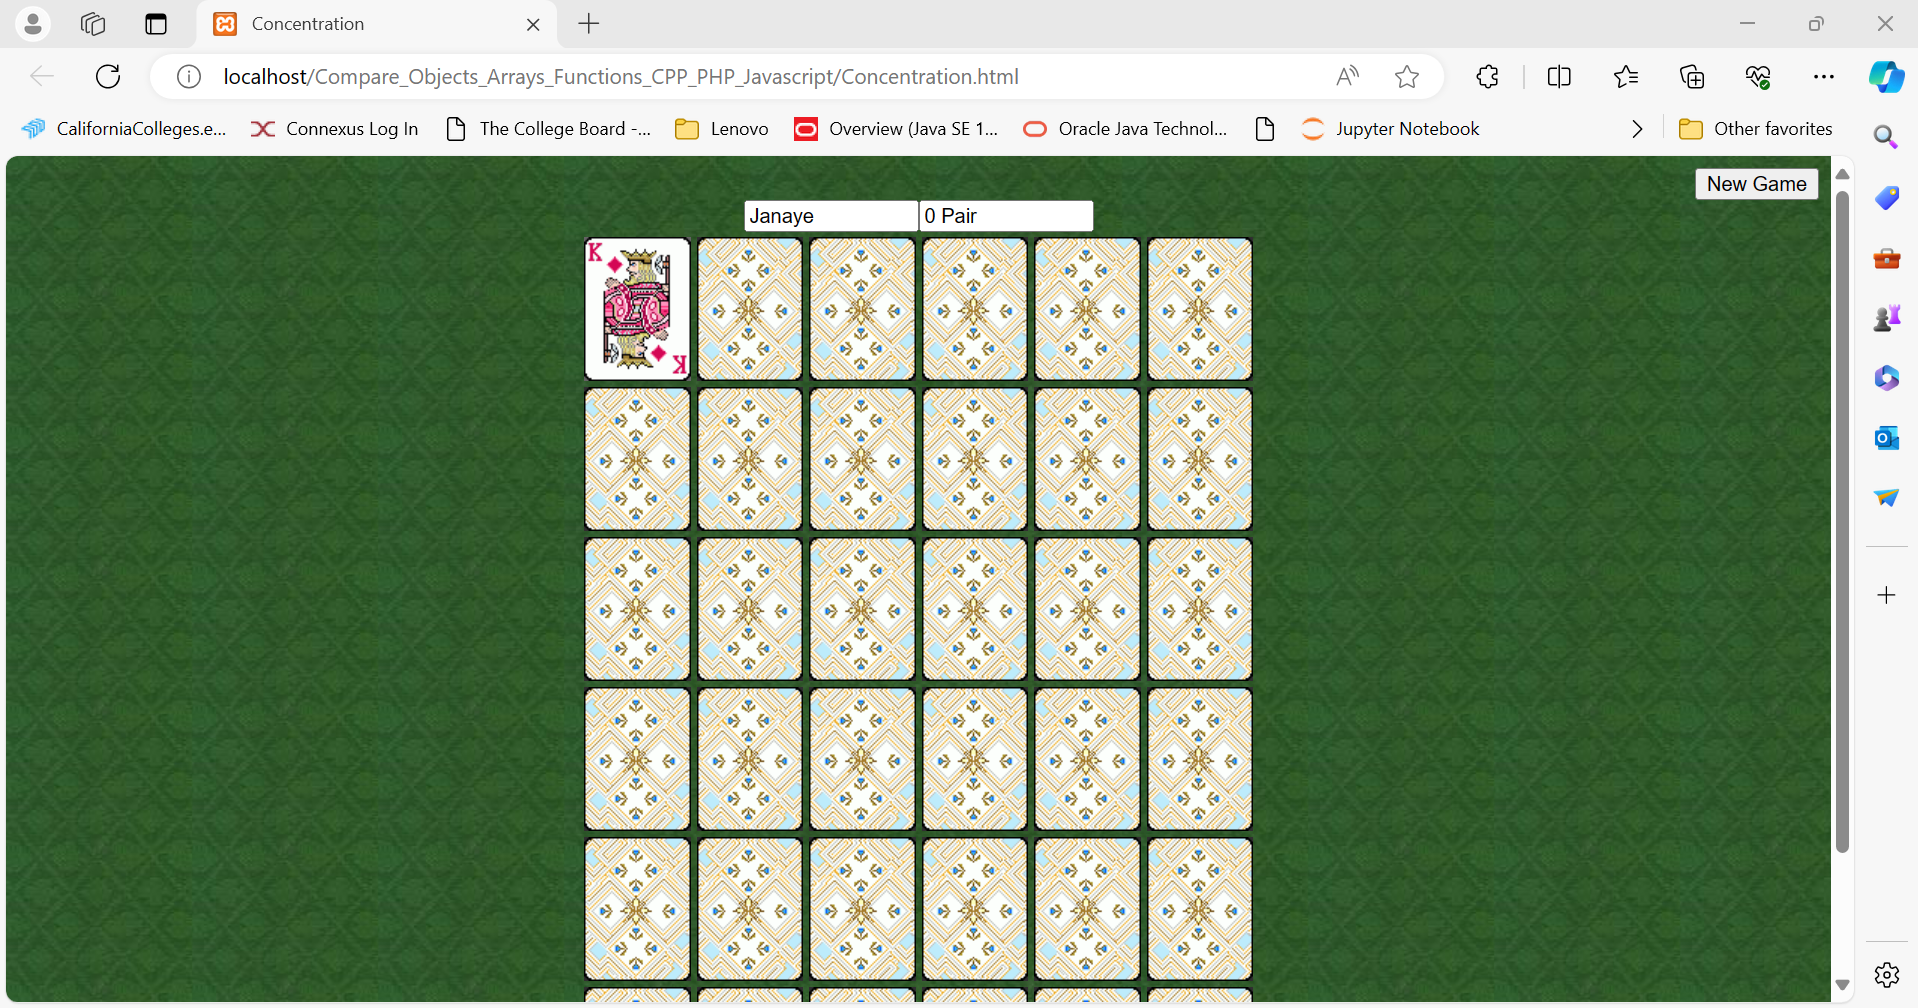 Concentration
localhost/Compare_Objects_Arrays_Functions_CPP_PHP_Javascript/Concentration.html
CaliforniaColleges.e... Connexus Log In The College Board -... Lenovo Overview (Java SE 1... Oracle Java Technol... Jupyter Notebook Other favorites
New Game
Janaye 0 Pair
K
K